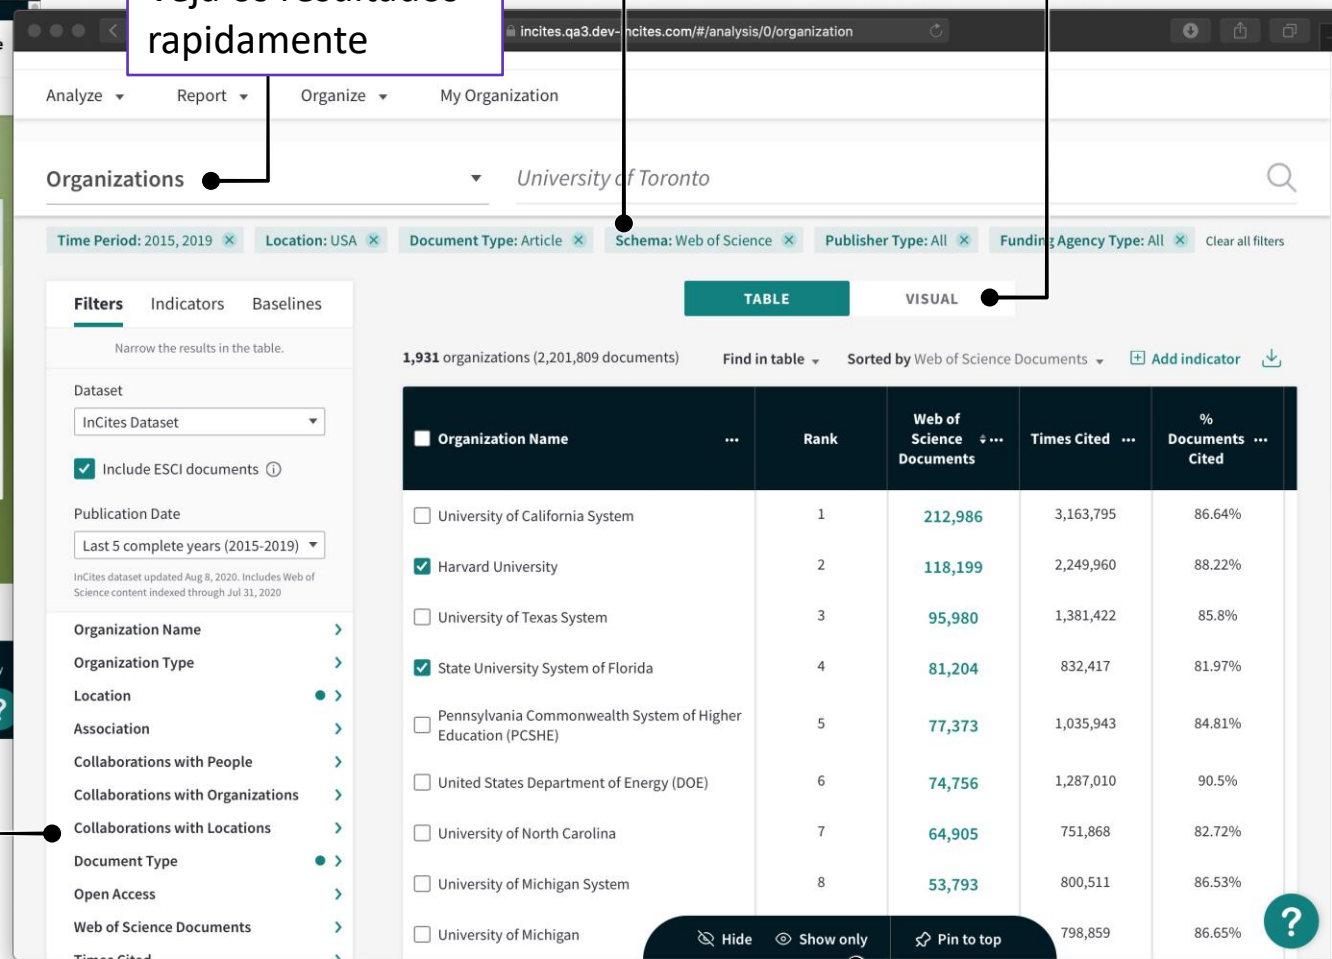 rapidamente
incites.qa3.dev-incites.com/#/analysis/0/organization
Analyze Report Organize My Organization
Organizations University of Toronto
Time Period: 2015, 2019 Location: USA Document Type: Article Schema: Web of Science Publisher Type: All Funding Agency Type: All Clear all filters
Filters Indicators Baselines
TABLE VISUAL
Narrow the results in the table.
1,931 organizations (2,201,809 documents) Find in table Sorted by Web of Science Documents Add indicator
Dataset
InCites Dataset
Include ESCI documents
Publication Date
Last 5 complete years (2015-2019)
InCites dataset updated Aug 8, 2020. Includes Web of
Science content indexed through Jul 31, 2020
Organization Name
Organization Type
Location
Association
Collaborations with People
Collaborations with Organizations
Collaborations with Locations
Document Type
Open Access
Web of Science Documents
Organization Name ... Rank Web of Science Documents ... Times Cited ... % Documents Cited ...
University of California System 1 212,986 3,163,795 86.64%
Harvard University 2 118,199 2,249,960 88.22%
University of Texas System 3 95,980 1,381,422 85.8%
State University System of Florida 4 81,204 832,417 81.97%
Pennsylvania Commonwealth System of Higher
Education (PCSHE) 5 77,373 1,035,943 84.81%
United States Department of Energy (DOE) 6 74,756 1,287,010 90.5%
University of North Carolina 7 64,905 751,868 82.72%
University of Michigan System 8 53,793 800,511 86.53%
University of Michigan 798,859 86.65%
Hide Show only Pin to top
?